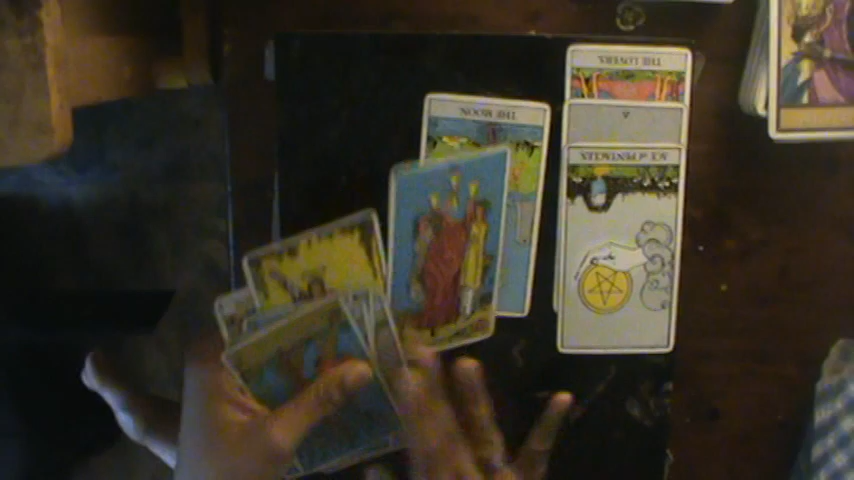 THE LOVERS.
THE MOON.
ACE of PENTACLES.